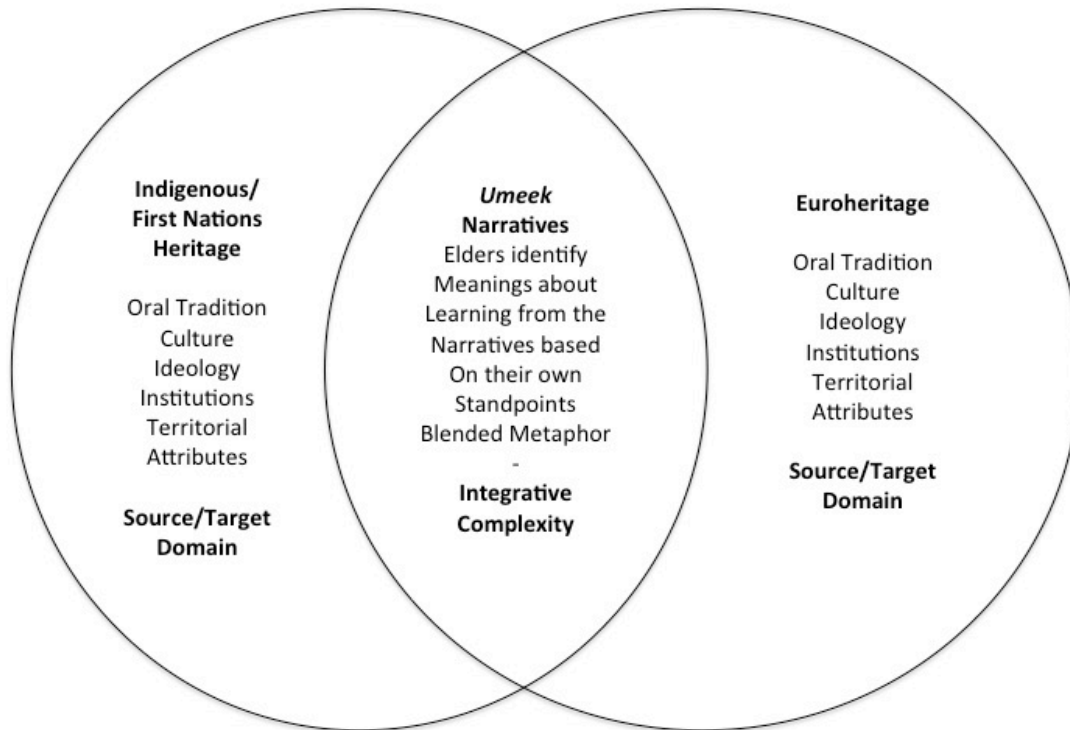 Indigenous/
First Nations
Heritage
Oral Tradition
Culture
Ideology
Institutions
Territorial
Attributes
Source/Target
Domain
Umeek
Narratives
Elders identify
Meanings about
Learning from the
Narratives based
On their own
Standpoints
Blended Metaphor
-
Integrative
Complexity
Euroheritage
Oral Tradition
Culture
Ideology
Institutions
Territorial
Attributes
Source/Target
Domain